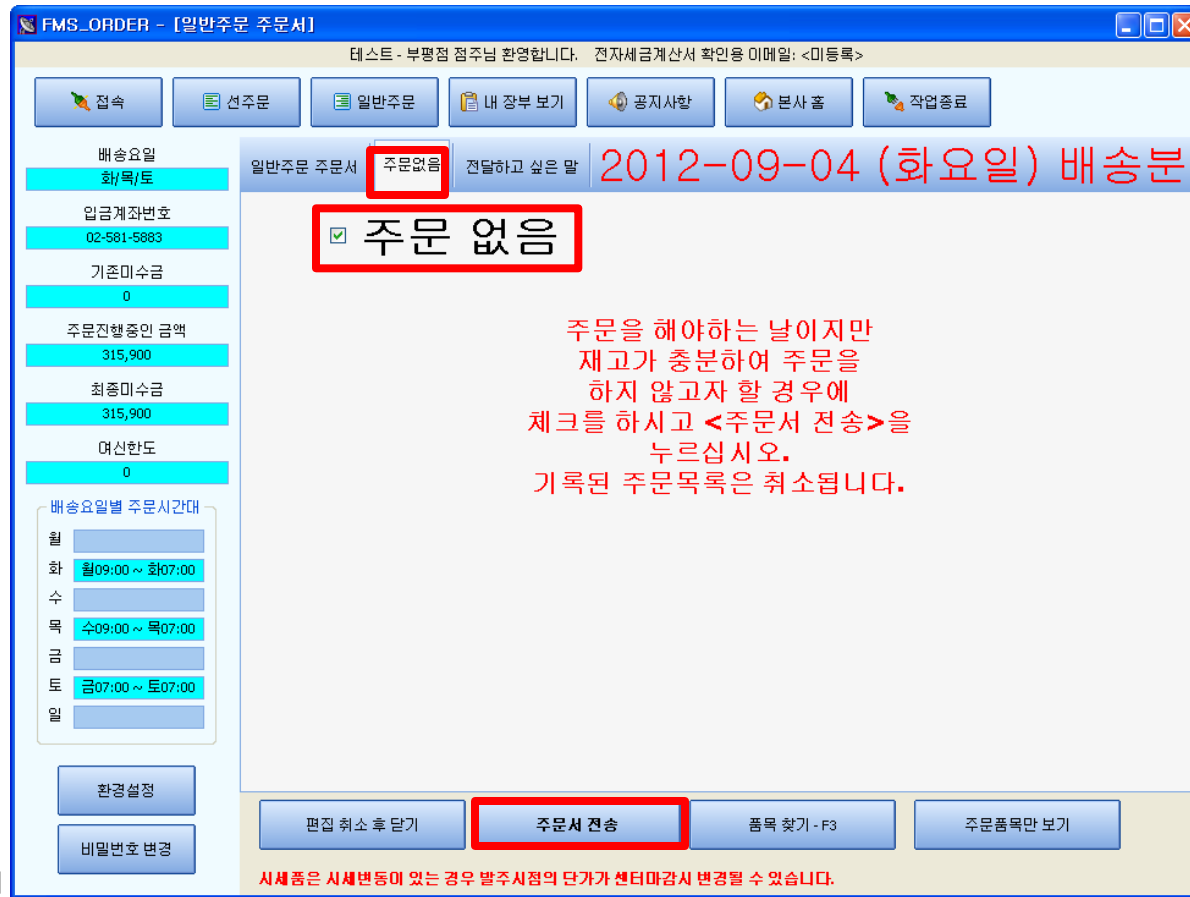 FMS_ORDER - [일반주문 주문서]
테스트 - 부평점 점주님 환영합니다. 전자세금계산서 확인용 이메일: <미등록>
접속 선주문 일반주문 내 장부 보기 공지사항 본사 홈 작업종료
배송요일
화/목/토
입금계좌번호
02-581-5883
기존미수금
0
주문진행중인 금액
315,900
최종미수금
315,900
여신한도
0
배송요일별 주문시간대
월
화 월09:00 ~ 화07:00
수
목 수09:00 ~ 목07:00
금
토 금07:00 ~ 토07:00
일
환경설정
비밀번호 변경
일반주문 주문서 주문없음 전달하고 싶은 말 2012-09-04 (화요일) 배송분
주문 없음
주문을 해야하는 날이지만
재고가 충분하여 주문을
하지 않고자 할 경우에
체크를 하시고 <주문서 전송>을
누르십시오.
기록된 주문목록은 취소됩니다.
편집 취소 후 닫기 주문서 전송 품목 찾기 - F3 주문품목만 보기
시세품은 시세변동이 있는 경우 발주시점의 단가가 센터마감시 변경될 수 있습니다.